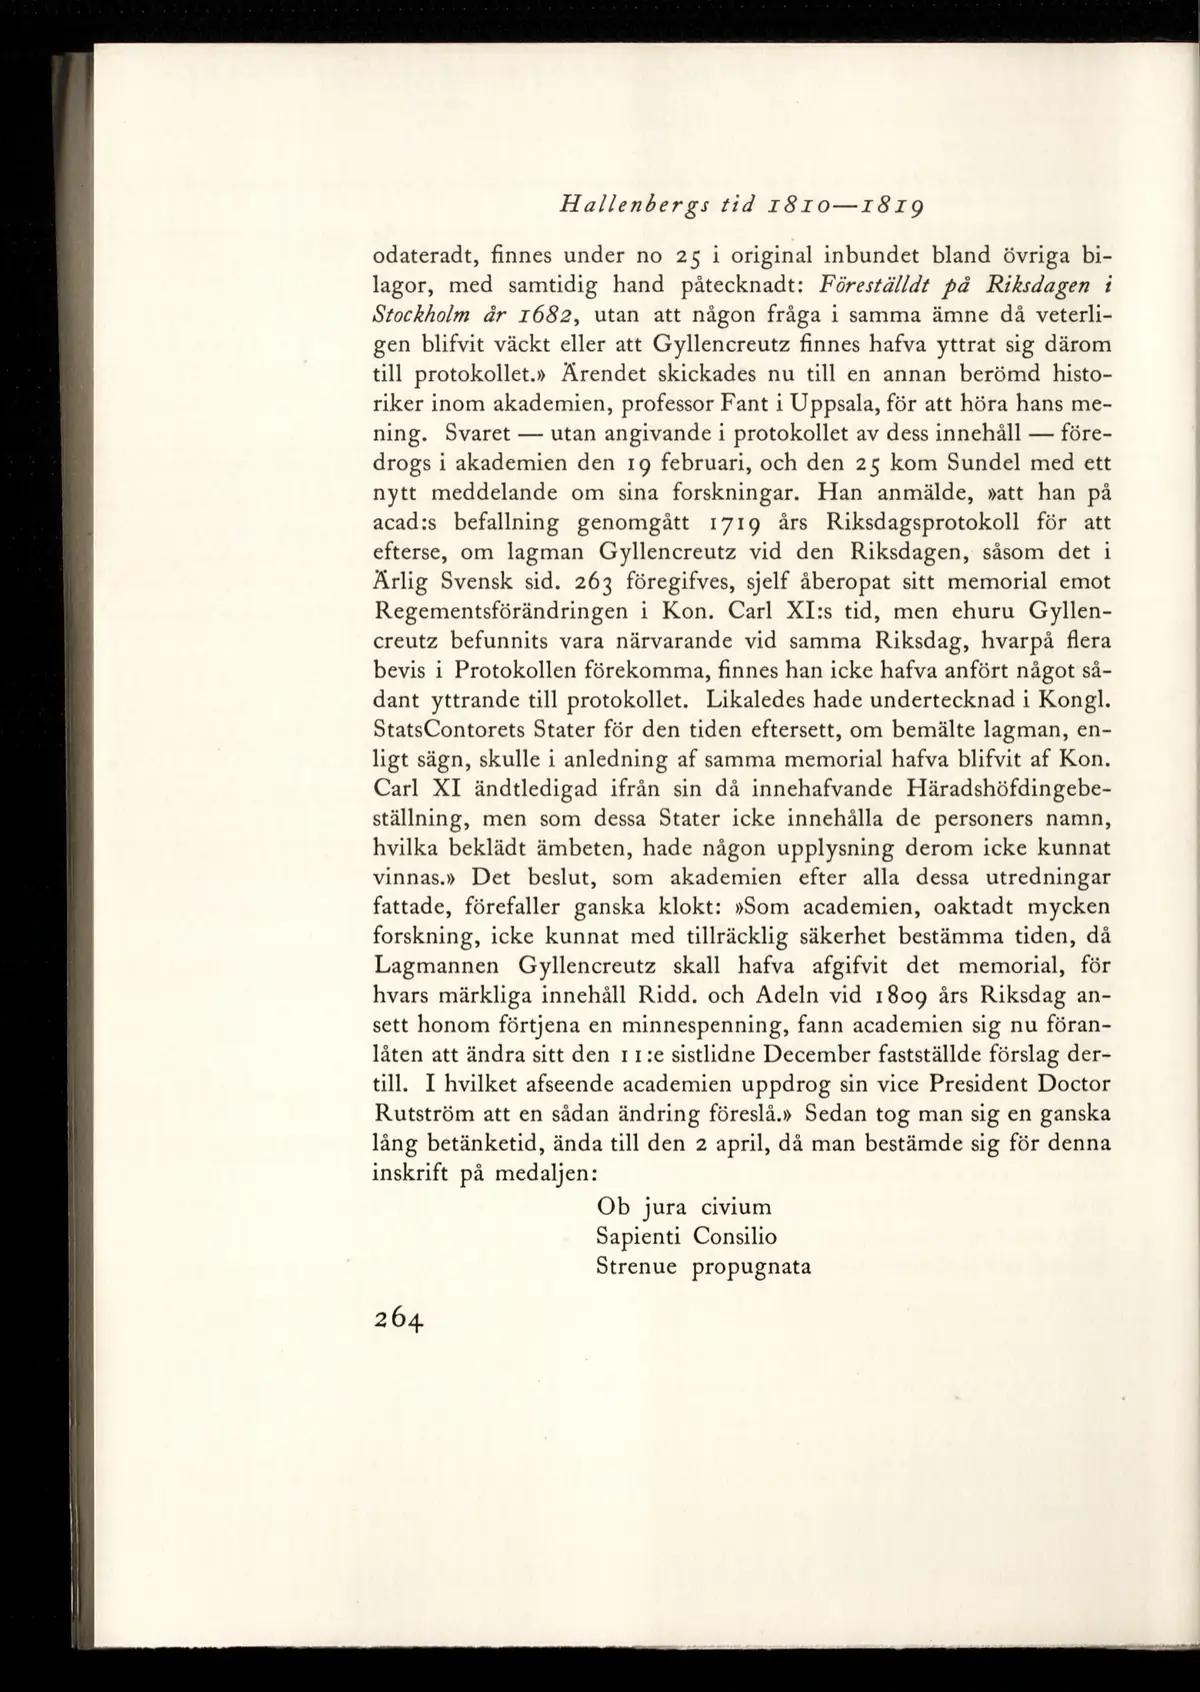 Hallenbergs tid 1810—1819
odateradt, finnes under no 25 i original inbundet bland övriga bi-
lagor, med samtidig hand påtecknadt: Föreställdt på Riksdagen i
Stockholm år 1682, utan att någon fråga i samma ämne då veterli-
gen blifvit väckt eller att Gyllencreutz finnes hafva yttrat sig därom
till protokollet.» Ärendet skickades nu till en annan berömd histo-
riker inom akademien, professor Fant i Uppsala, för att höra hans me-
ning. Svaret — utan angivande i protokollet av dess innehåll — före-
drogs i akademien den 19 februari, och den 25 kom Sundel med ett
nytt meddelande om sina forskningar. Han anmälde, »att han på
acad:s befallning genomgått 1719 års Riksdagsprotokoll för att
efterse, om lagman Gyllencreutz vid den Riksdagen, såsom det i
Ärlig Svensk sid. 263 föregifves, sjelf åberopat sitt memorial emot
Regementsförändringen i Kon. Carl XI:s tid, men ehuru Gyllen-
creutz befunnits vara närvarande vid samma Riksdag, hvarpå flera
bevis i Protokollen förekomma, finnes han icke hafva anfört något så-
dant yttrande till protokollet. Likaledes hade undertecknad i Kongl.
StatsContorets Stater för den tiden eftersett, om bemälte lagman, en-
ligt sägn, skulle i anledning af samma memorial hafva blifvit af Kon.
Carl XI ändtledigad ifrån sin då innehafvande Häradshöfdingebe-
ställning, men som dessa Stater icke innehålla de personers namn,
hvilka beklädt ämbeten, hade någon upplysning derom icke kunnat
vinnas.» Det beslut, som akademien efter alla dessa utredningar
fattade, förefaller ganska klokt: »Som academien, oaktadt mycken
forskning, icke kunnat med tillräcklig säkerhet bestämma tiden, då
Lagmannen Gyllencreutz skall hafva afgifvit det memorial, för
hvars märkliga innehåll Ridd. och Adeln vid 1809 års Riksdag an-
sett honom förtjena en minnespenning, fann academien sig nu föran-
låten att ändra sitt den 11:e sistlidne December fastställde förslag der-
till. I hvilket afseende academien uppdrog sin vice President Doctor
Rutström att en sådan ändring föreslå.» Sedan tog man sig en ganska
lång betänketid, ända till den 2 april, då man bestämde sig för denna
inskrift på medaljen:
Ob jura civium
Sapienti Consilio
Strenue propugnata
264